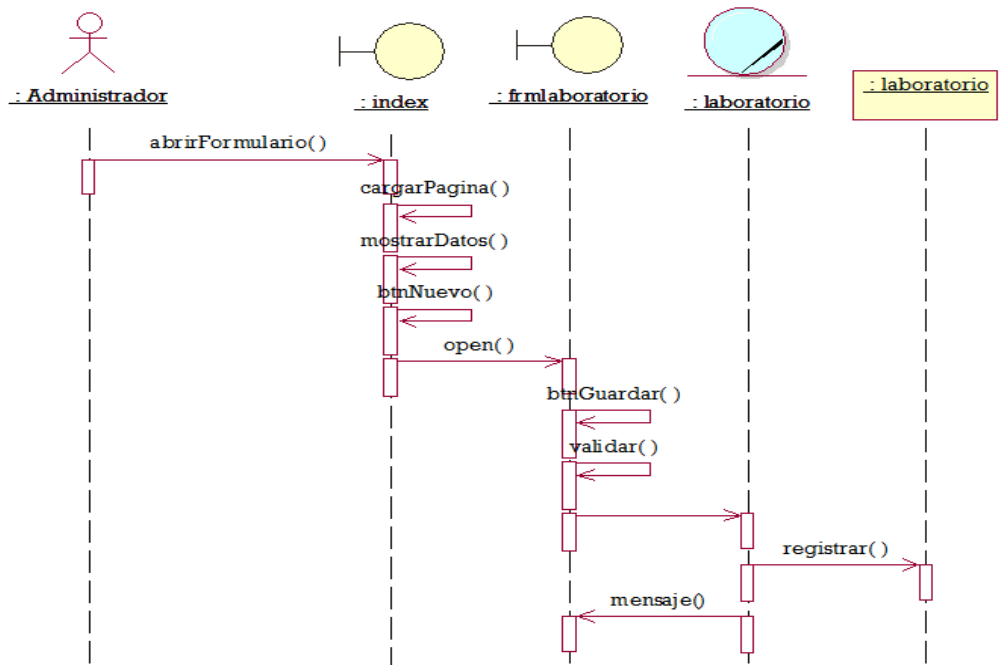 : Administrador
: index
: frmlaboratorio
: laboratorio
: laboratorio
abrirFormulario( )
cargarPagina( )
mostrarDatos( )
btnNuevo( )
open( )
btnGuardar( )
validar( )
registrar( )
mensaje()